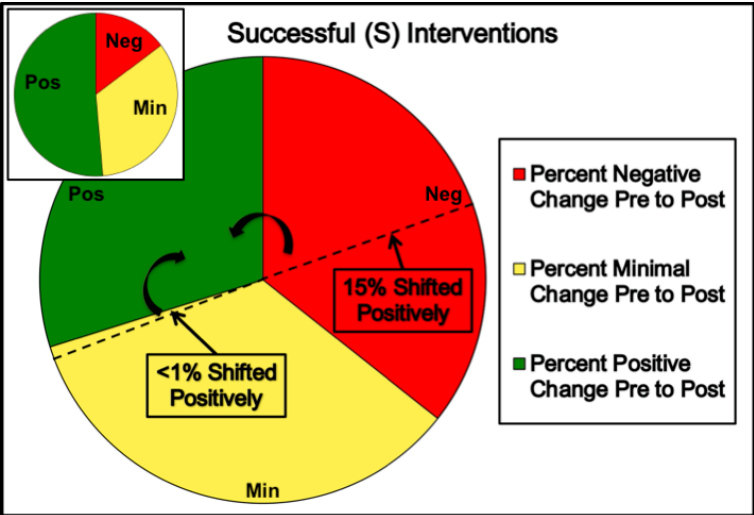 Successful (S) Interventions
Neg
Pos
Min
Pos
Neg
15% Shifted
Positively
<1% Shifted
Positively
Min
Percent Negative
Change Pre to Post
Percent Minimal
Change Pre to Post
Percent Positive
Change Pre to Post